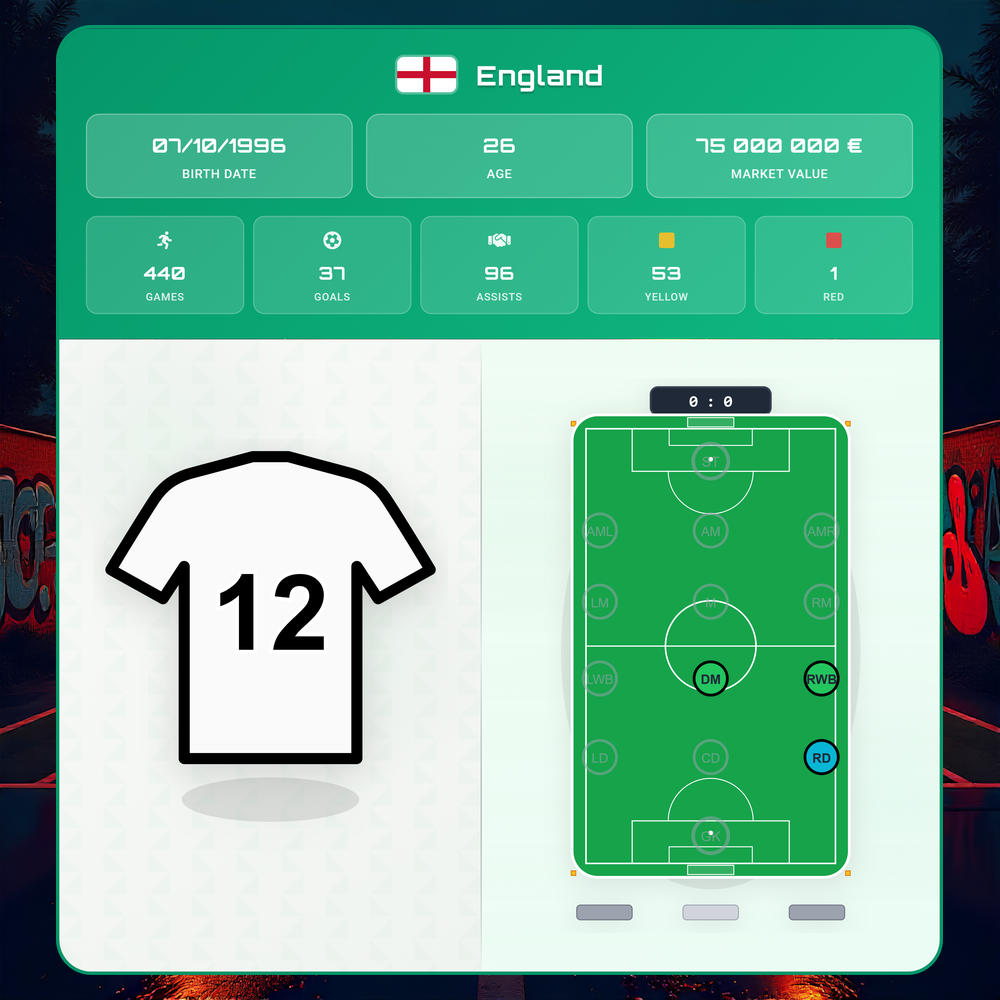 England
07/10/1996
26
75 000 000 €
BIRTH DATE
AGE
MARKET VALUE
440
37
96
53
1
GAMES
GOALS
ASSISTS
YELLOW
RED
0 : 0
12
ST
AML
AM
AMR
LM
M
RM
LWB
DM
RWB
LD
CD
RD
GK